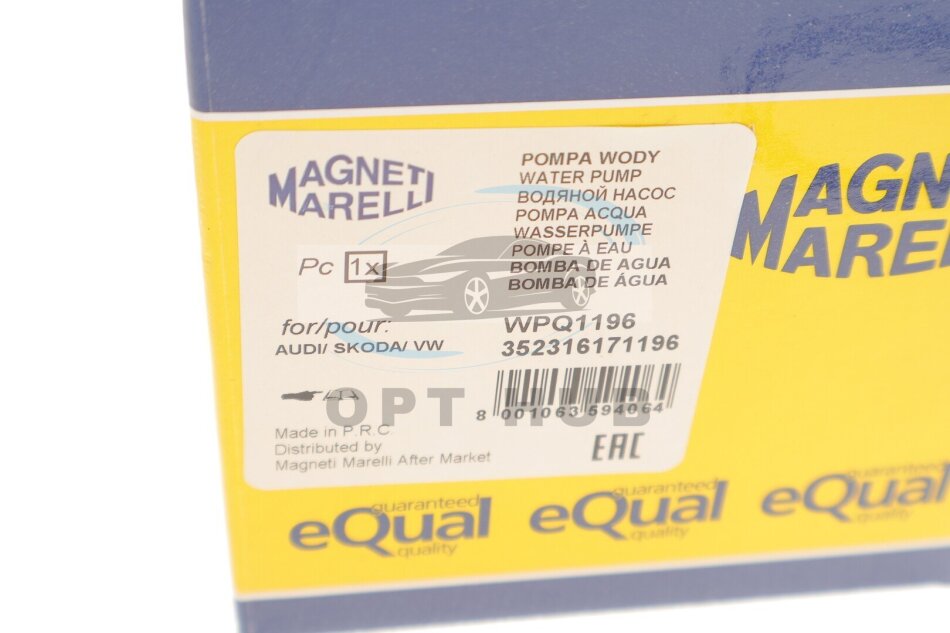 MAGNETI
MARELLI
Pc 1x
POMPA WODY
WATER PUMP
ВОДЯНОЙ НАСОС
POMPA ACQUA
WASSERPUMPE
POMPE À EAU
BOMBA DE AGUA
BOMBA DE ÁGUA
for/pour:
AUDI/ SKODA/ VW
WPQ1196
352316171196
8 001063 594064
OPT HUB
Made in P.R.C.
Distributed by
Magneti Marelli After Market
EAC
MAGN
MAREL
guaranteed
eQual
quality
guaranteed
eQual
quality
guaranteed
eQual
quality